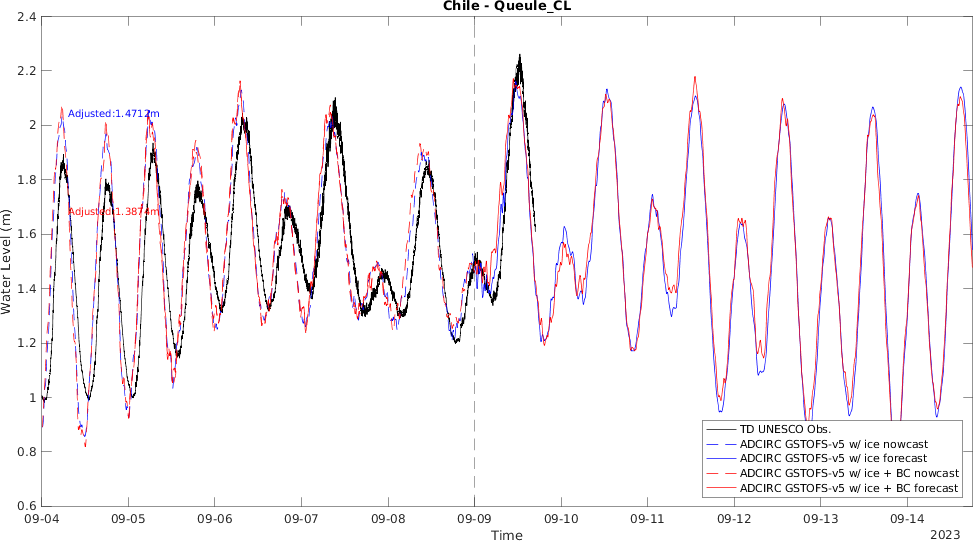 Chile - Queule_CL
2.4
2.2
2
1.8
1.6
1.4
1.2
1
0.8
0.6
Water Level (m)
Adjusted:1.4712m
Adjusted:1.3874m
TD UNESCO Obs.
ADCIRC GSTOFS-v5 w/ ice nowcast
ADCIRC GSTOFS-v5 w/ ice forecast
ADCIRC GSTOFS-v5 w/ ice + BC nowcast
ADCIRC GSTOFS-v5 w/ ice + BC forecast
09-04 09-05 09-06 09-07 09-08 09-09 09-10 09-11 09-12 09-13 09-14
Time
2023